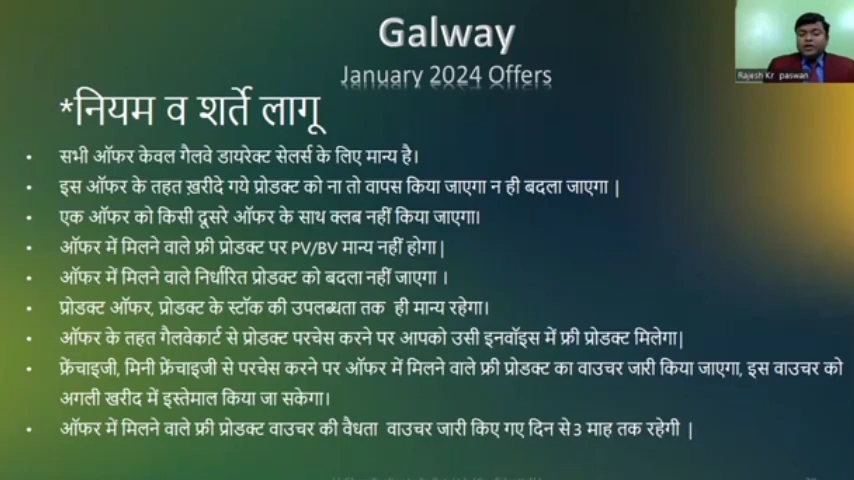 Galway
January 2024 Offers
Rajesh Kr paswan
*नियम व शर्ते लागू
• सभी ऑफर केवल गैलवे डायरेक्ट सेलर्स के लिए मान्य है।
• इस ऑफर के तहत ख़रीदे गये प्रोडक्ट को ना तो वापस किया जाएगा न ही बदला जाएगा |
• एक ऑफर को किसी दूसरे ऑफर के साथ क्लब नहीं किया जाएगा।
• ऑफर में मिलने वाले फ्री प्रोडक्ट पर PV/BV मान्य नहीं होगा |
• ऑफर में मिलने वाले निर्धारित प्रोडक्ट को बदला नहीं जाएगा ।
• प्रोडक्ट ऑफर, प्रोडक्ट के स्टॉक की उपलब्धता तक ही मान्य रहेगा।
• ऑफर के तहत गैलवेकार्ट से प्रोडक्ट परचेस करने पर आपको उसी इनवॉइस में फ्री प्रोडक्ट मिलेगा|
• फ्रेंचाइजी, मिनी फ्रेंचाइजी से परचेस करने पर ऑफर में मिलने वाले फ्री प्रोडक्ट का वाउचर जारी किया जाएगा, इस वाउचर को
अगली खरीद में इस्तेमाल किया जा सकेगा।
• ऑफर में मिलने वाले फ्री प्रोडक्ट वाउचर की वैधता वाउचर जारी किए गए दिन से 3 माह तक रहेगी |